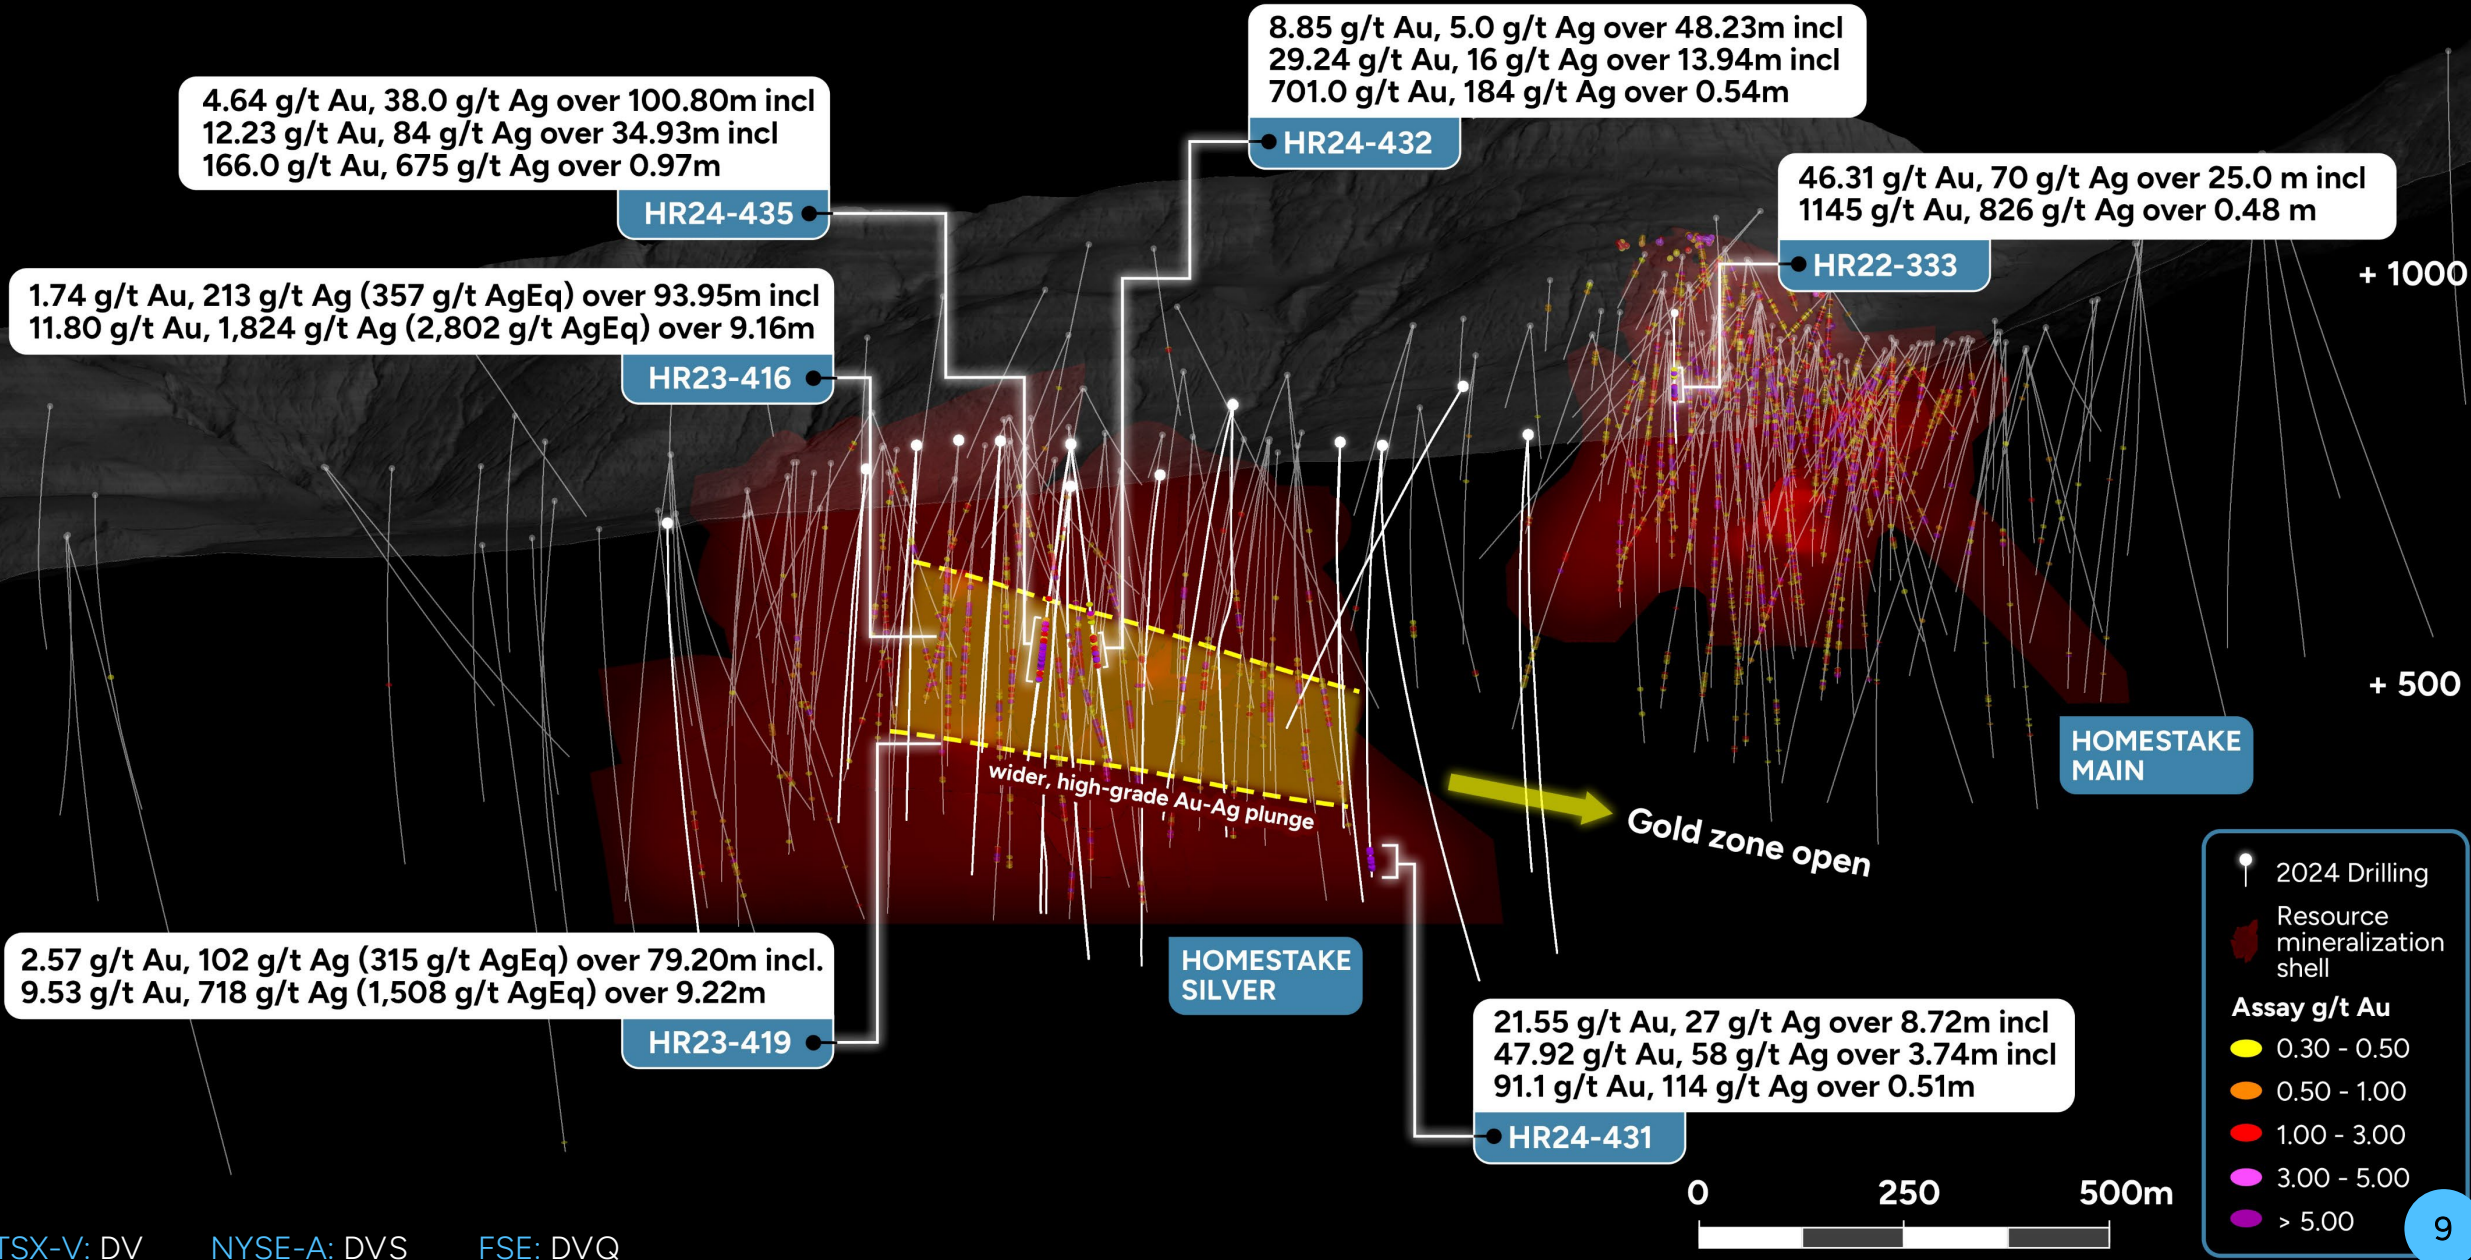 8.85 g/t Au, 5.0 g/t Ag over 48.23m incl
29.24 g/t Au, 16 g/t Ag over 13.94m incl
701.0 g/t Au, 184 g/t Ag over 0.54m
HR24-432
4.64 g/t Au, 38.0 g/t Ag over 100.80m incl
12.23 g/t Au, 84 g/t Ag over 34.93m incl
166.0 g/t Au, 675 g/t Ag over 0.97m
HR24-435
46.31 g/t Au, 70 g/t Ag over 25.0 m incl
1145 g/t Au, 826 g/t Ag over 0.48 m
HR22-333
+ 1000
1.74 g/t Au, 213 g/t Ag (357 g/t AgEq) over 93.95m incl
11.80 g/t Au, 1,824 g/t Ag (2,802 g/t AgEq) over 9.16m
HR23-416
+ 500
HOMESTAKE
MAIN
wider, high-grade Au-Ag plunge
Gold zone open
2.57 g/t Au, 102 g/t Ag (315 g/t AgEq) over 79.20m incl.
9.53 g/t Au, 718 g/t Ag (1,508 g/t AgEq) over 9.22m
HR23-419
HOMESTAKE
SILVER
21.55 g/t Au, 27 g/t Ag over 8.72m incl
47.92 g/t Au, 58 g/t Ag over 3.74m incl
91.1 g/t Au, 114 g/t Ag over 0.51m
HR24-431
2024 Drilling
Resource
mineralization
shell
Assay g/t Au
0.30 - 0.50
0.50 - 1.00
1.00 - 3.00
3.00 - 5.00
> 5.00
0 250 500m
TSX-V: DV NYSE-A: DVS FSE: DVQ
9